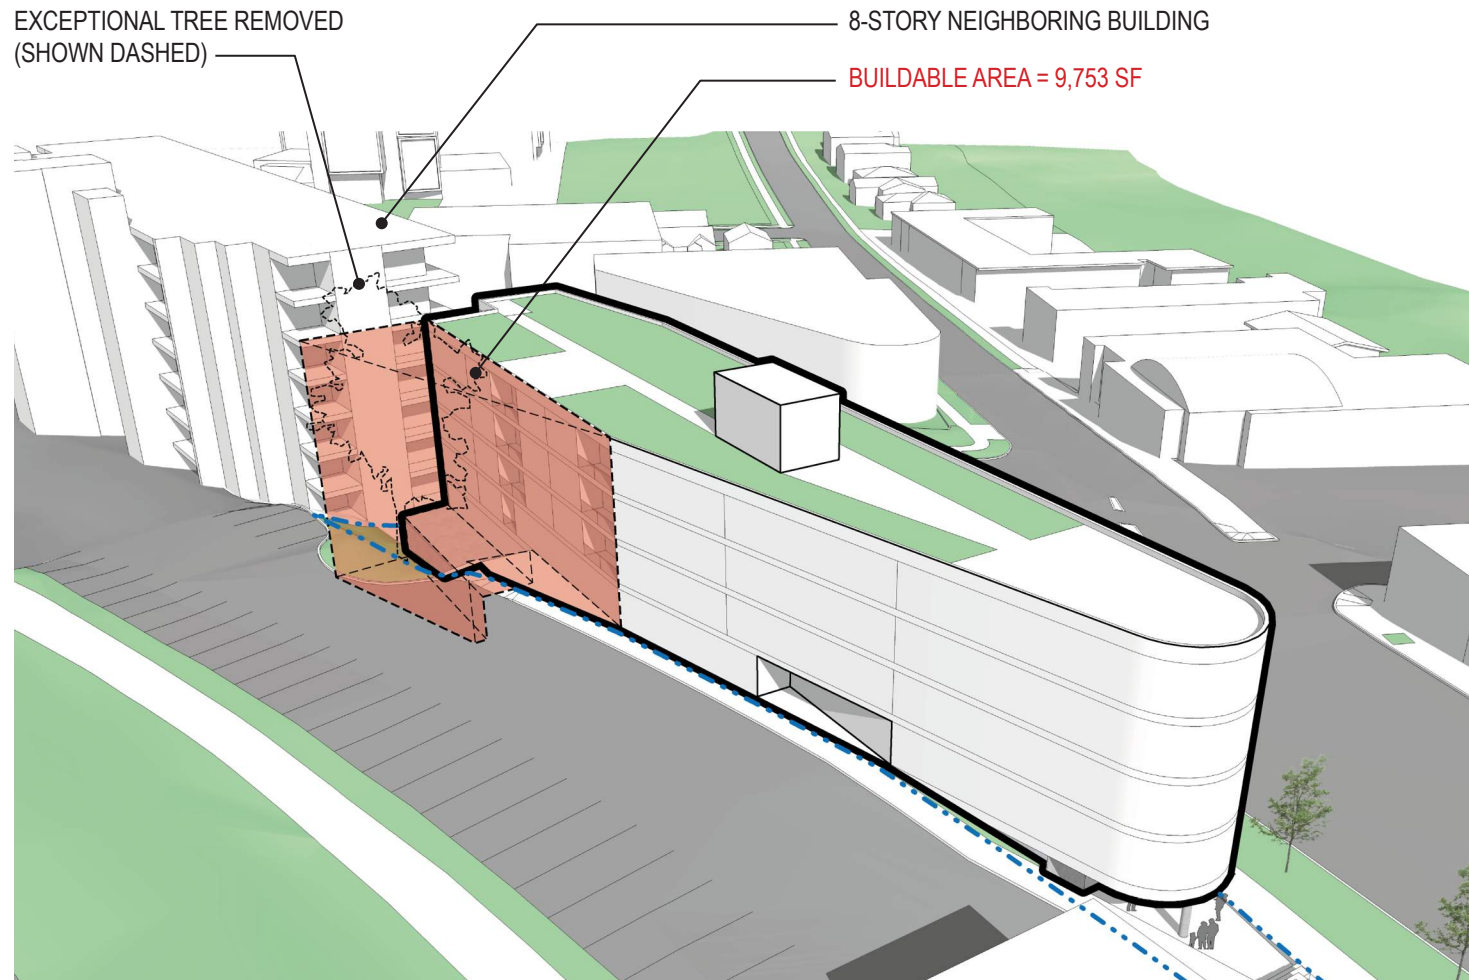 EXCEPTIONAL TREE REMOVED
(SHOWN DASHED)
8-STORY NEIGHBORING BUILDING
BUILDABLE AREA = 9,753 SF